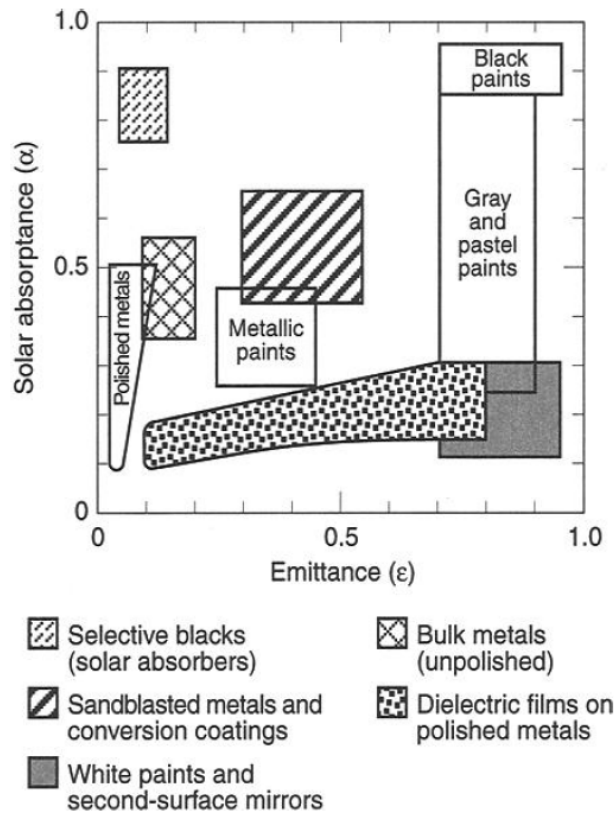 1.0
Black
paints
Solar absorptance (α)
0.5
Gray
and
pastel
paints
Polished metals
Metallic
paints
0
0
0.5
1.0
Emittance (ε)
Selective blacks
(solar absorbers)
Bulk metals
(unpolished)
Sandblasted metals and
conversion coatings
Dielectric films on
polished metals
White paints and
second-surface mirrors